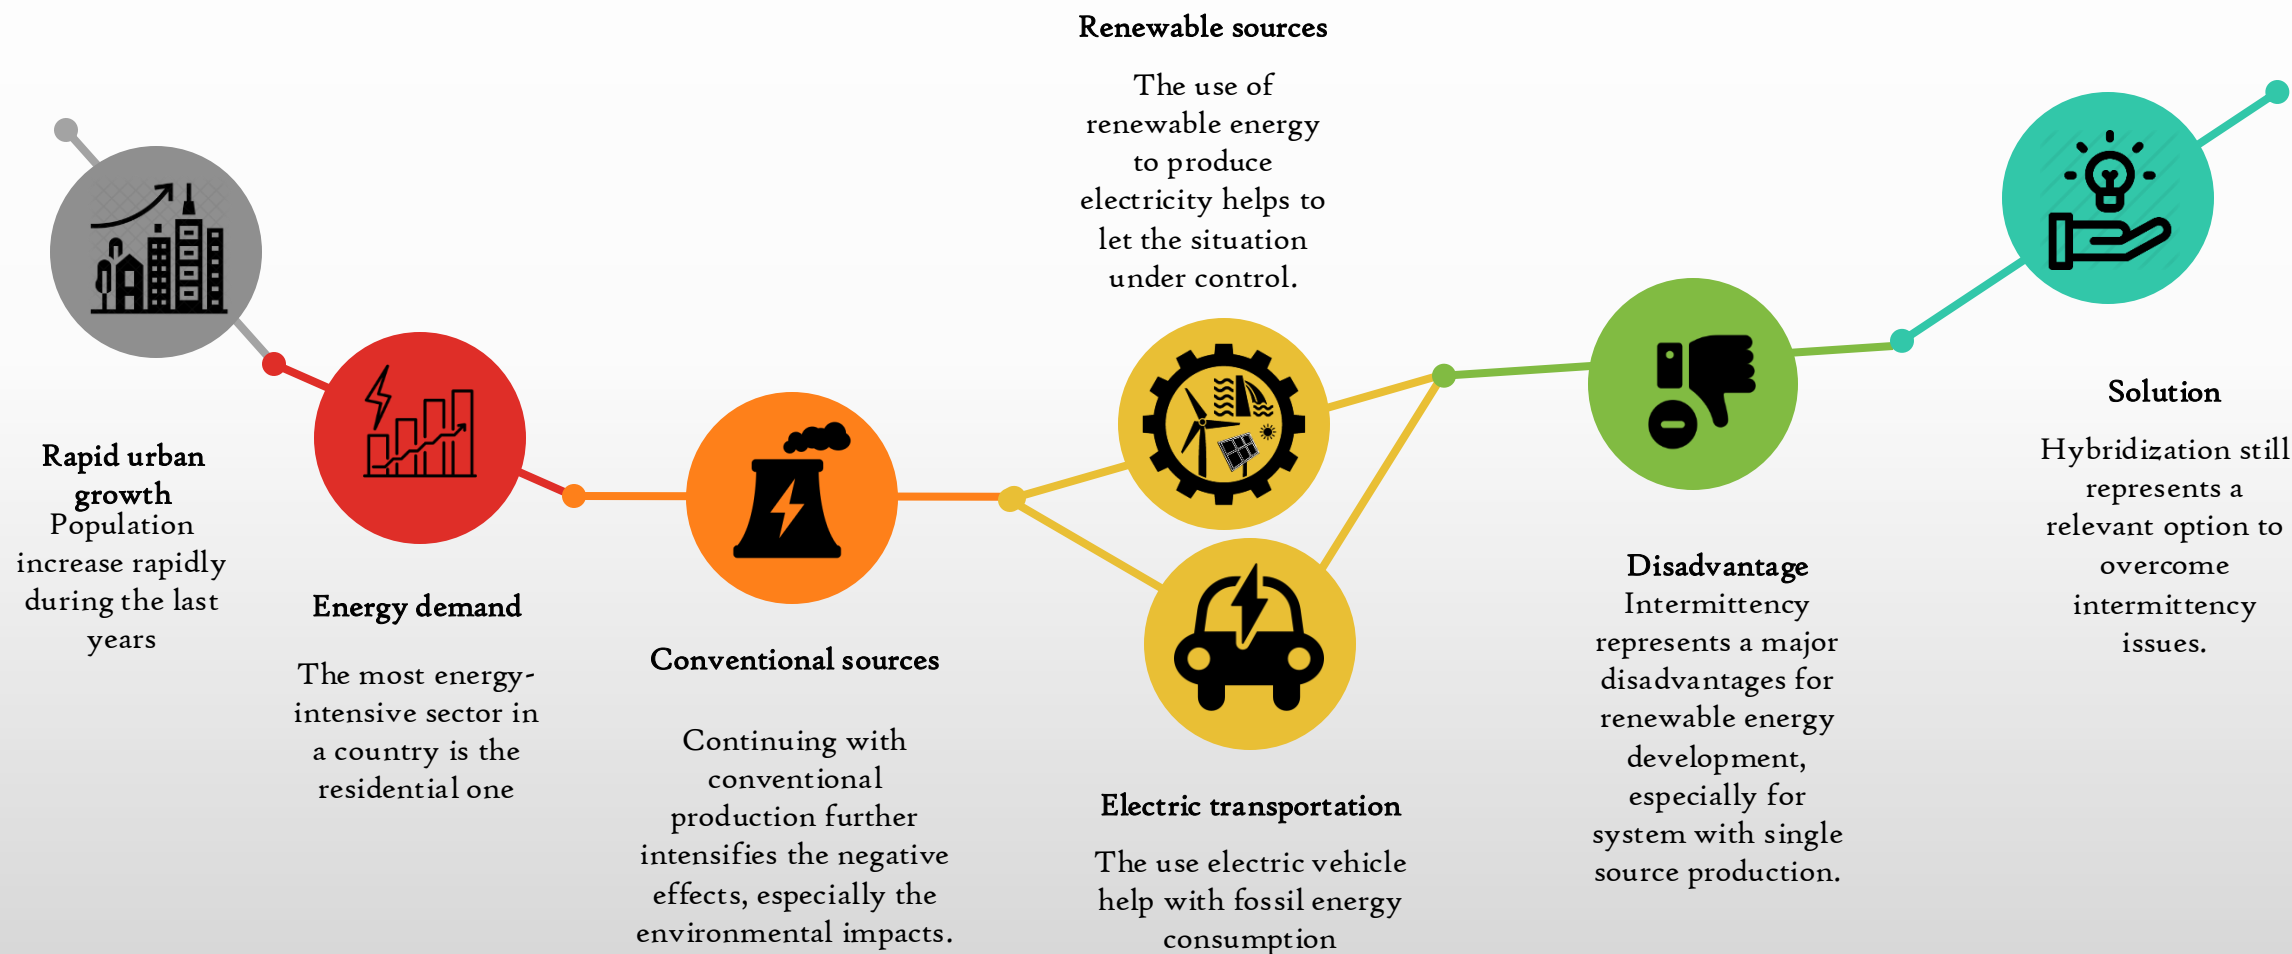 Rapid urban
growth
Population
increase rapidly
during the last
years
Energy demand
The most energy-
intensive sector in
a country is the
residential one
Conventional sources
Continuing with
conventional
production further
intensifies the negative
effects, especially the
environmental impacts.
Renewable sources
The use of
renewable energy
to produce
electricity helps to
let the situation
under control.
Electric transportation
The use electric vehicle
help with fossil energy
consumption
Disadvantage
Intermittency
represents a major
disadvantages for
renewable energy
development,
especially for
system with single
source production.
Solution
Hybridization still
represents a
relevant option to
overcome
intermittency
issues.